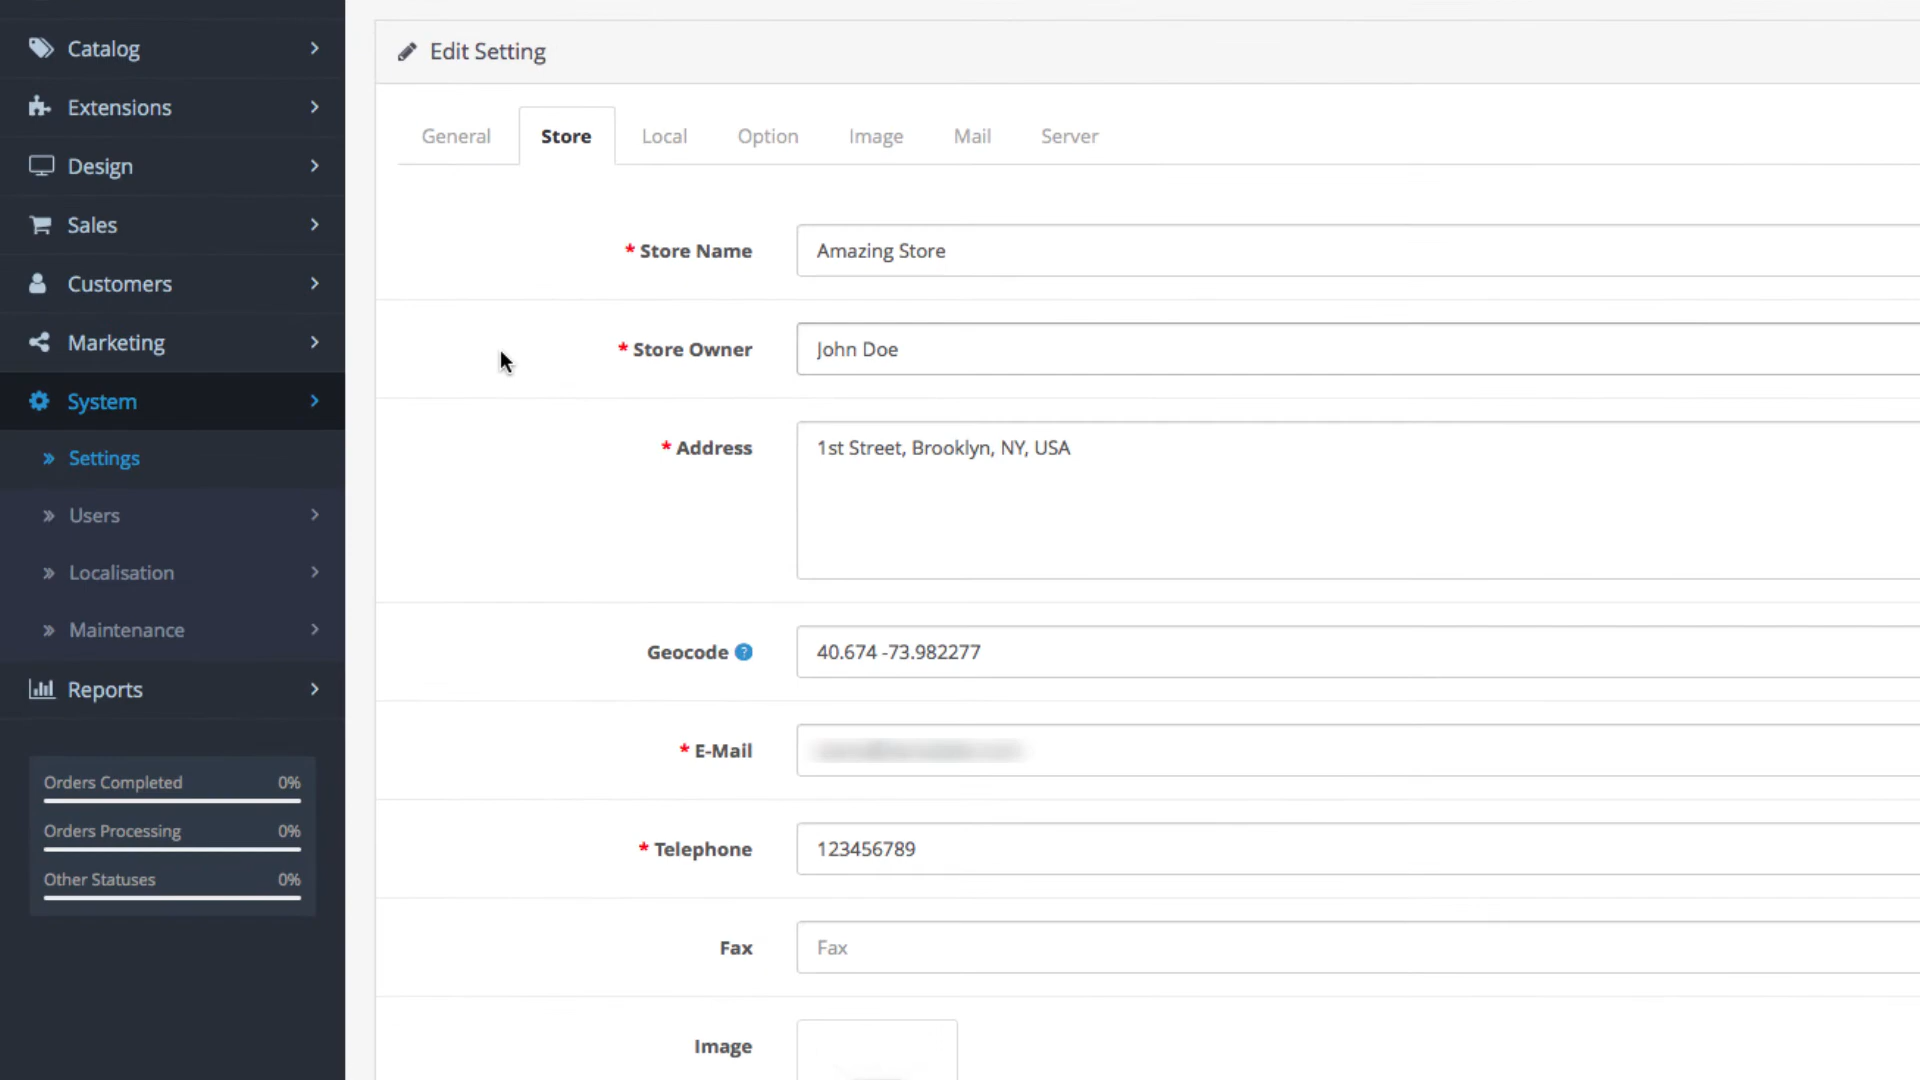 Catalog
Extensions
Design
Sales
Customers
Marketing
System
Settings
Users
Localisation
Maintenance
Reports
Orders Completed 0%
Orders Processing 0%
Other Statuses 0%
Edit Setting
General Store Local Option Image Mail Server
* Store Name Amazing Store
* Store Owner John Doe
* Address 1st Street, Brooklyn, NY, USA
Geocode ? 40.674 -73.982277
* E-Mail
* Telephone 123456789
Fax Fax
Image